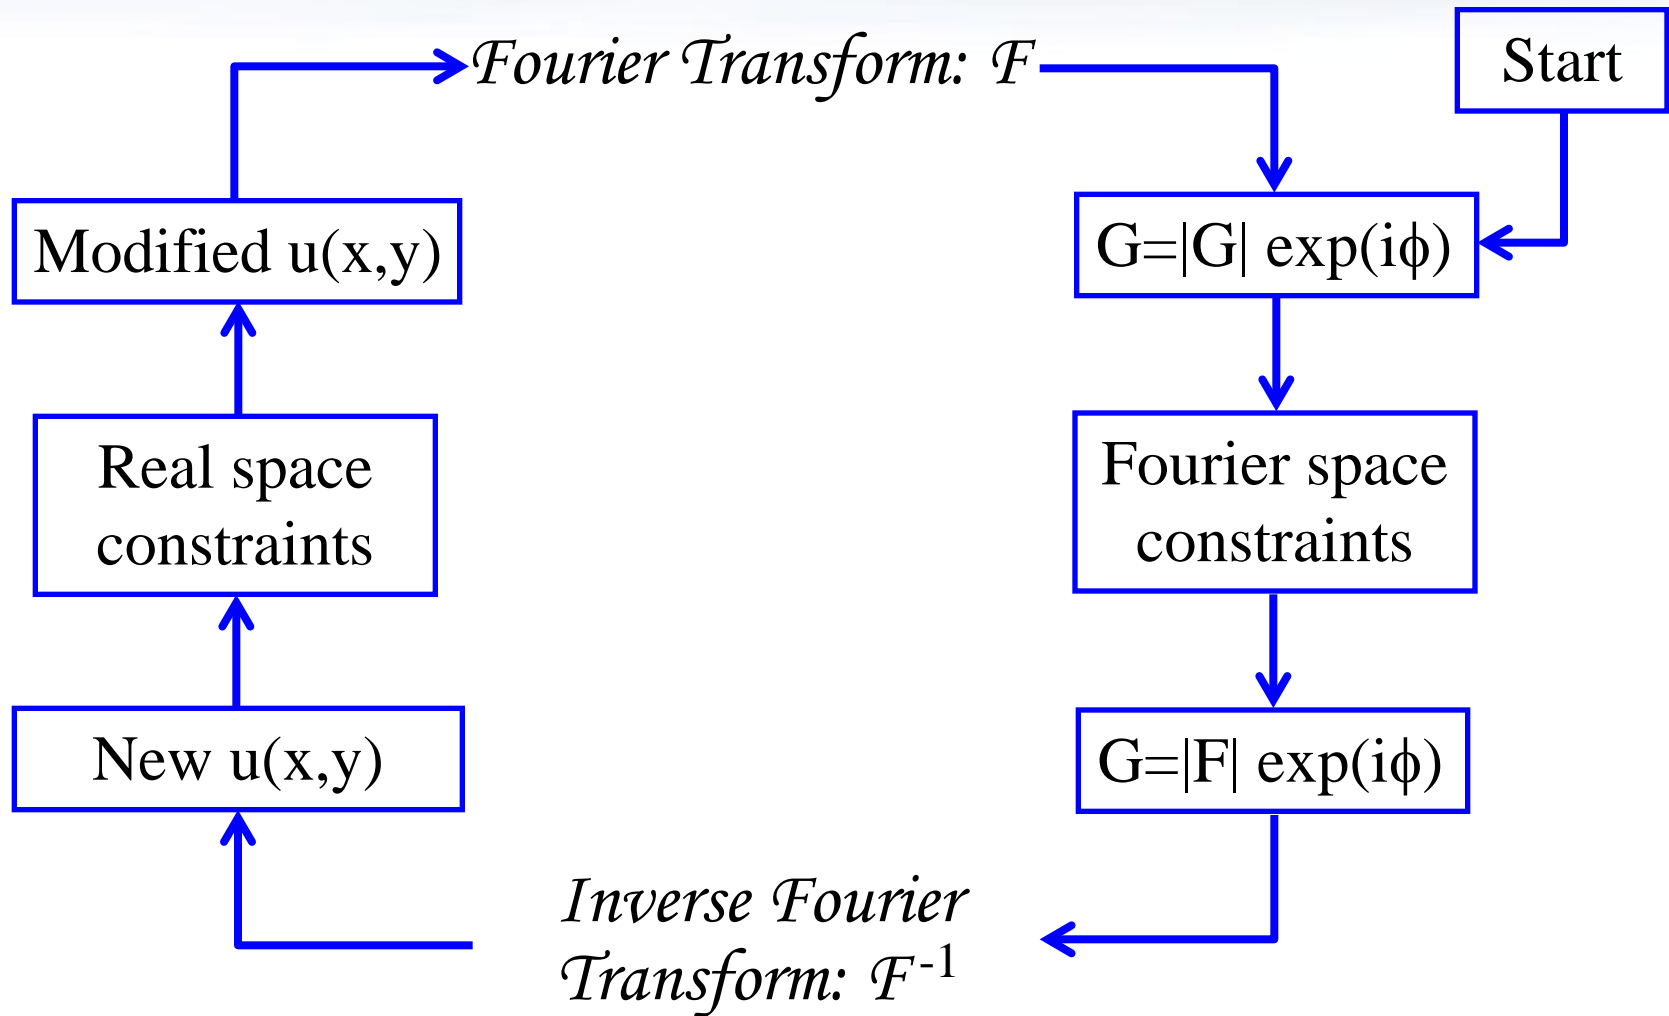 Fourier Transform: F
Start
Modified u(x,y)
G=|G| exp(iϕ)
Real space
constraints
Fourier space
constraints
New u(x,y)
G=|F| exp(iϕ)
Inverse Fourier
Transform: F⁻¹